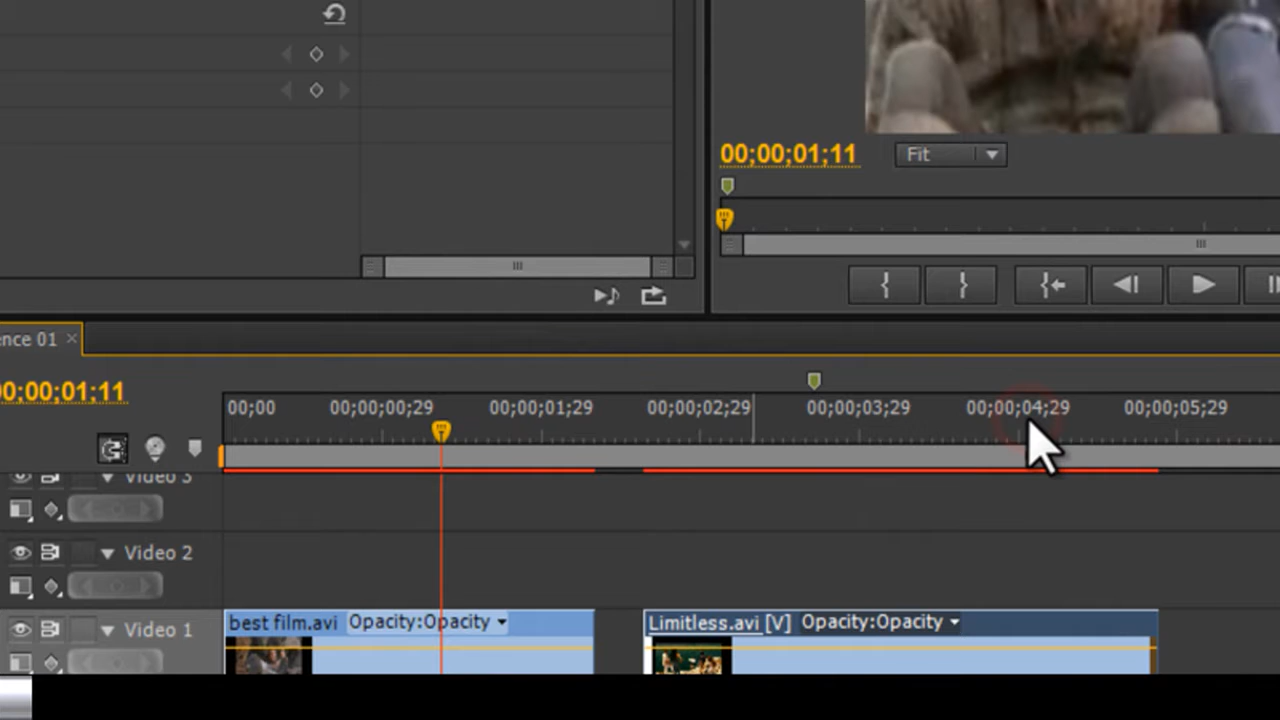 00;00;01;11
Fit
ence 01
00;00;01;11
00;00
00;00;00;29
00;00;01;29
00;00;02;29
00;00;03;29
00;00;04;29
00;00;05;29
Video 3
Video 2
Video 1
best film.avi Opacity:Opacity
Limitless.avi [V] Opacity:Opacity